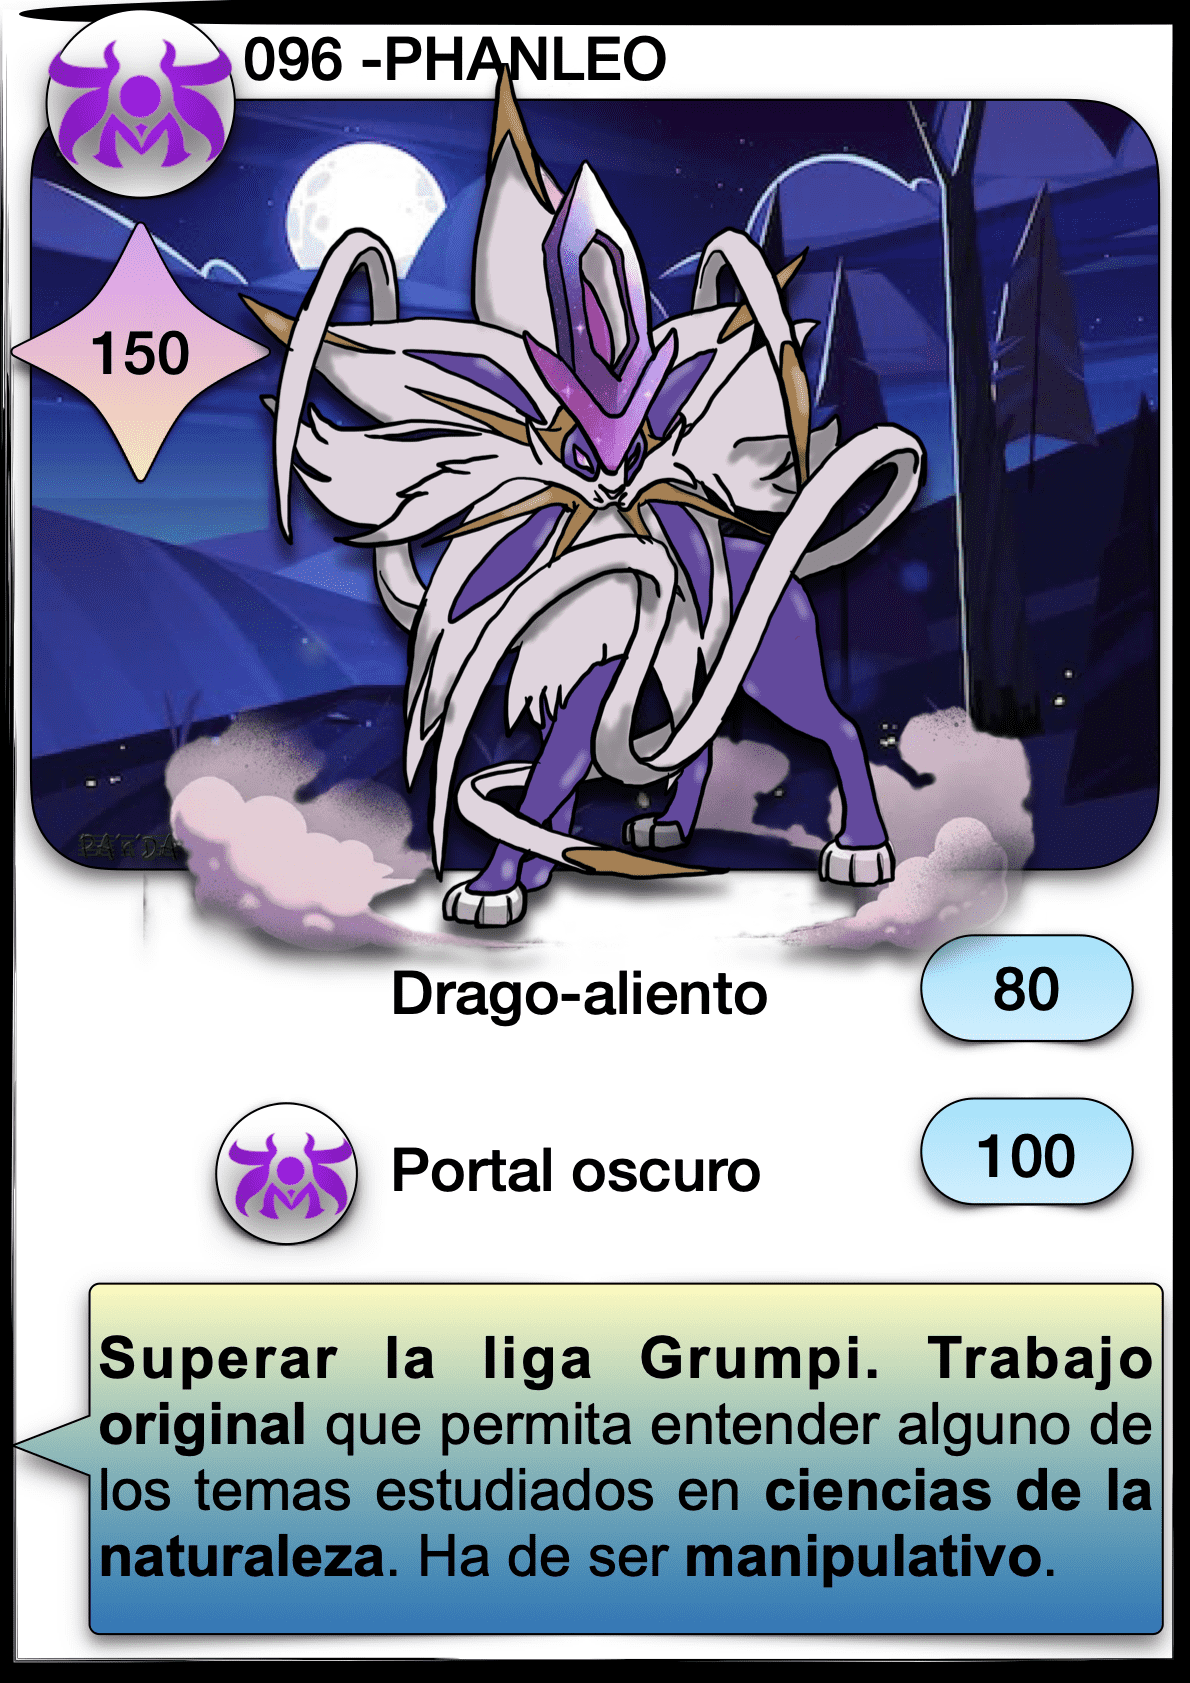 096 -PHANLEO
150
Drago-aliento
80
Portal oscuro
100
Superar la liga Grumpi. Trabajo
original que permita entender alguno de
los temas estudiados en ciencias de la
naturaleza. Ha de ser manipulativo.